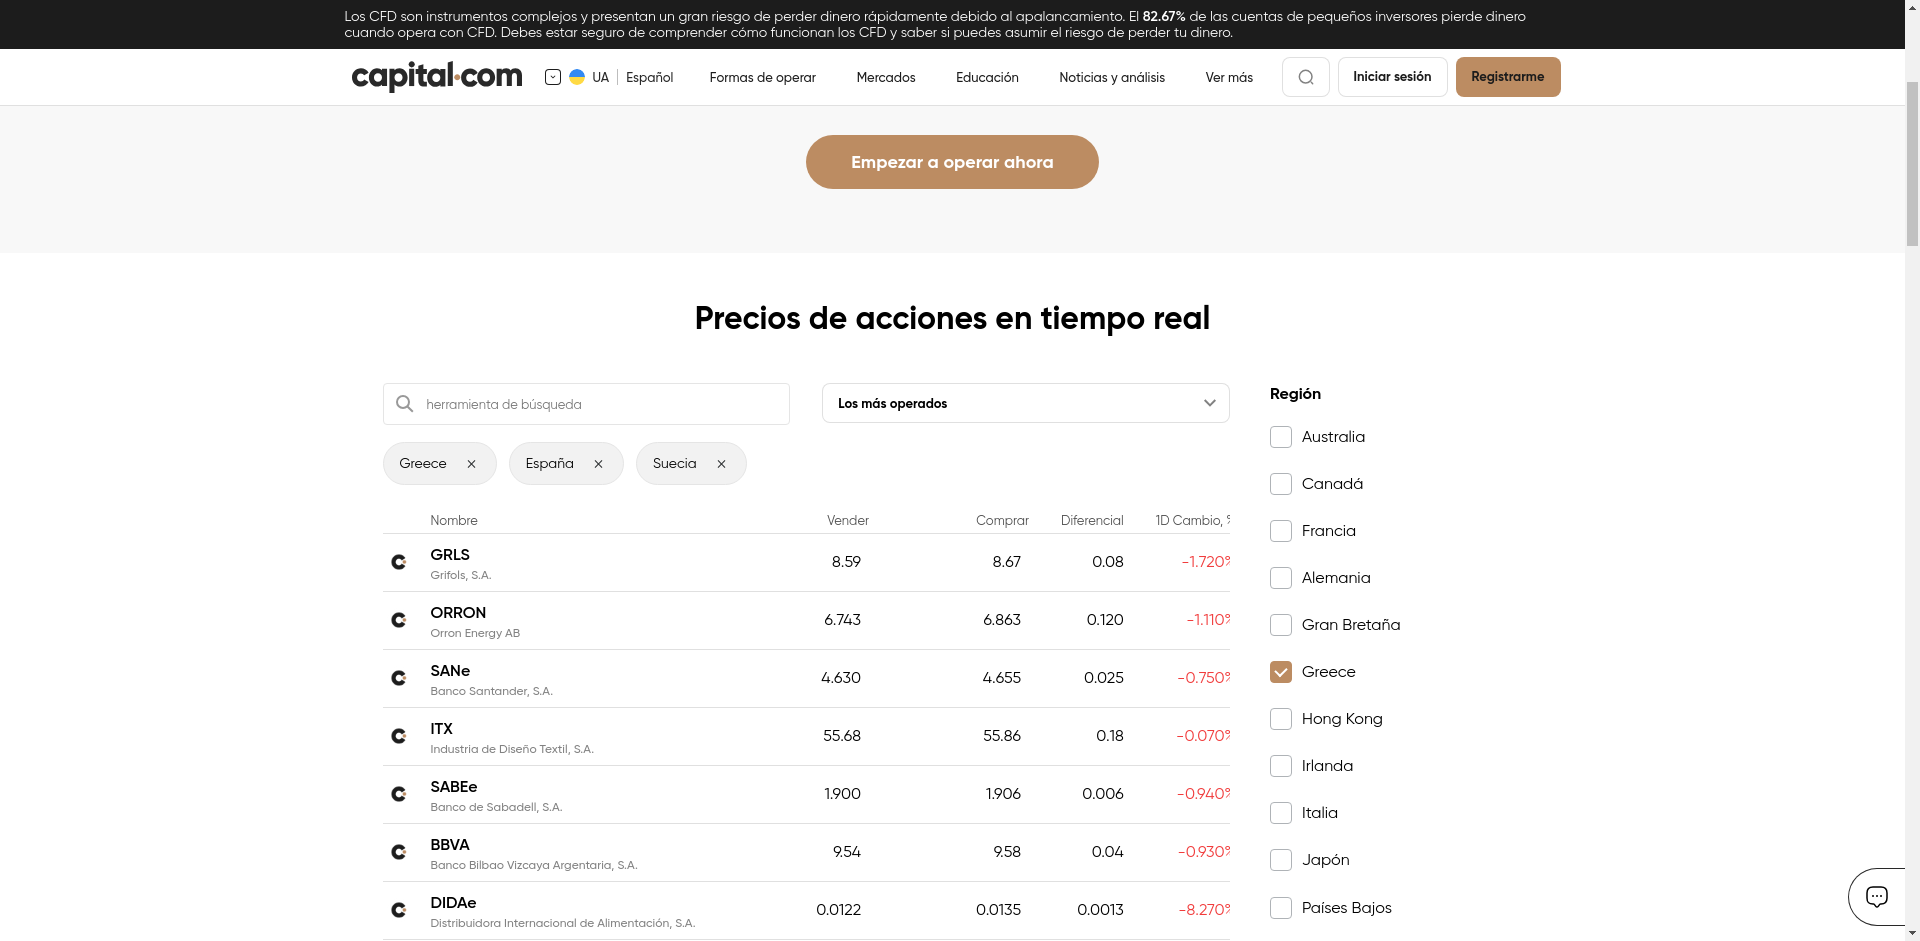 Los CFD son instrumentos complejos y presentan un gran riesgo de perder dinero rápidamente debido al apalancamiento. El 82.67% de las cuentas de pequeños inversores pierde dinero
cuando opera con CFD. Debes estar seguro de comprender cómo funcionan los CFD y saber si puedes asumir el riesgo de perder tu dinero.
capital.com UA Español Formas de operar Mercados Educación Noticias y análisis Ver más Iniciar sesión Registrarme
Empezar a operar ahora
Precios de acciones en tiempo real
herramienta de búsqueda
Los más operados
Greece España Suecia
Nombre Vender Comprar Diferencial 1D Cambio, %
GRLS 8.59 8.67 0.08 -1.720%
Grifols, S.A.
ORRON 6.743 6.863 0.120 -1.110%
Orron Energy AB
SANe 4.630 4.655 0.025 -0.750%
Banco Santander, S.A.
ITX 55.68 55.86 0.18 -0.070%
Industria de Diseño Textil, S.A.
SABEe 1.900 1.906 0.006 -0.940%
Banco de Sabadell, S.A.
BBVA 9.54 9.58 0.04 -0.930%
Banco Bilbao Vizcaya Argentaria, S.A.
DIDAe 0.0122 0.0135 0.0013 -8.270%
Distribuidora Internacional de Alimentación, S.A.
Región
Australia
Canadá
Francia
Alemania
Gran Bretaña
Greece
Hong Kong
Irlanda
Italia
Japón
Países Bajos